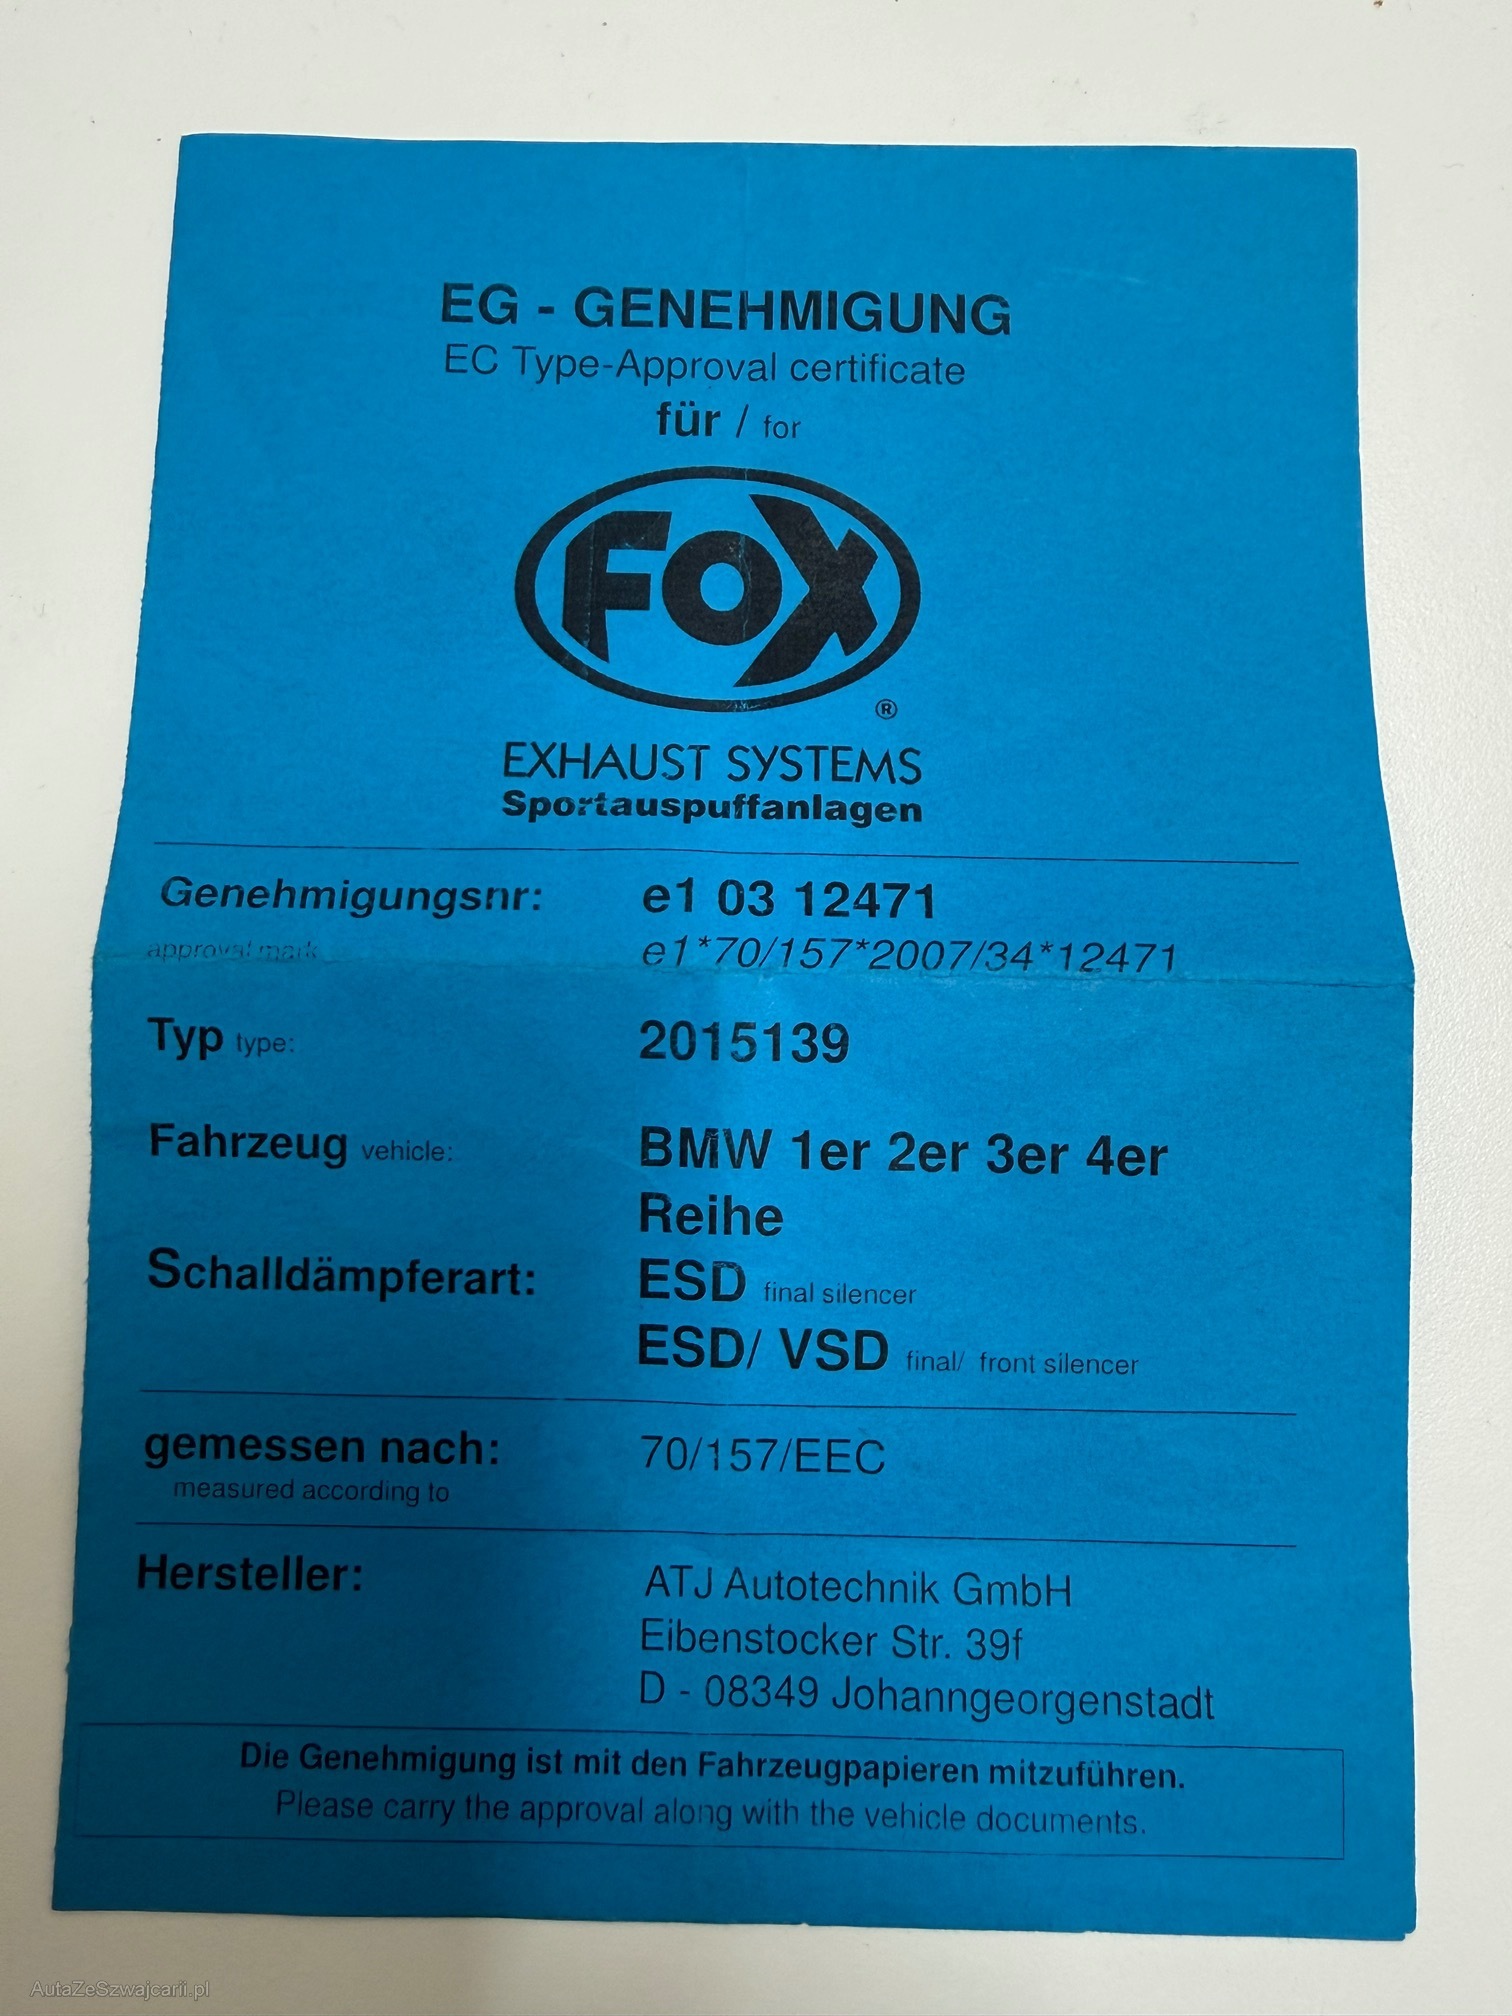 EG - GENEHMIGUNG
EC Type-Approval certificate
für / for
FOX
®
EXHAUST SYSTEMS
Sportauspuffanlagen
Genehmigungsnr: e1 03 12471
approval mark e1*70/157*2007/34*12471
Typ type: 2015139
Fahrzeug vehicle: BMW 1er 2er 3er 4er
Reihe
Schalldämpferart: ESD final silencer
ESD/ VSD final/ front silencer
gemessen nach: 70/157/EEC
measured according to
Hersteller: ATJ Autotechnik GmbH
Eibenstocker Str. 39f
D - 08349 Johanngeorgenstadt
Die Genehmigung ist mit den Fahrzeugpapieren mitzuführen.
Please carry the approval along with the vehicle documents.
AutaZeSzwajcarii.pl